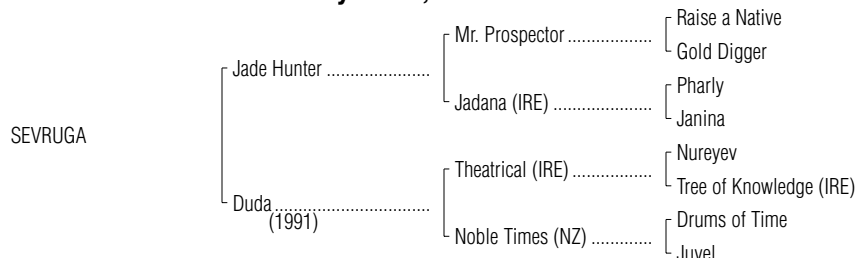 Raise a Native
Mr. Prospector ......................
Gold Digger
Jade Hunter .......................
Pharly
Jadana (IRE) ......................
Janina
SEVRUGA
Nureyev
Theatrical (IRE) ..................
Tree of Knowledge (IRE)
Duda ...................................
(1991)
Drums of Time
Noble Times (NZ) .............
Juvel